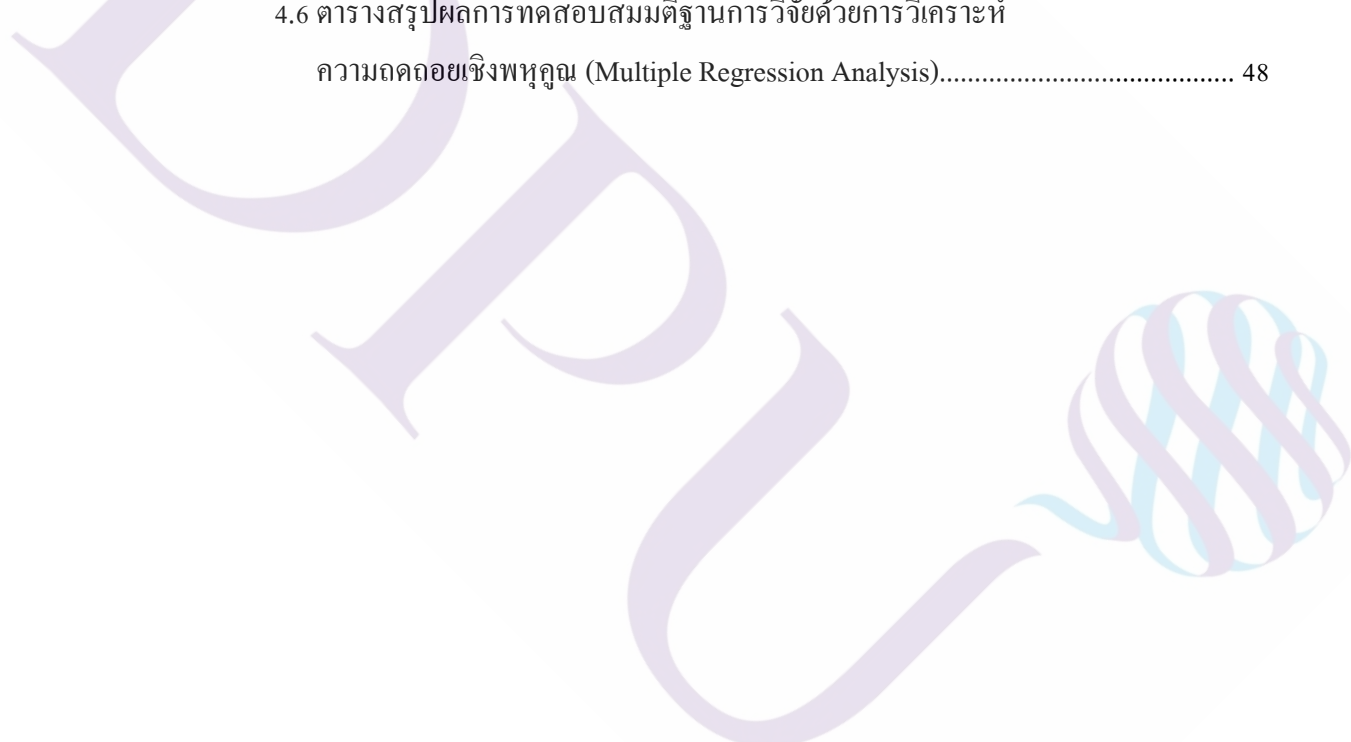 4.6 ตารางสรุปผลการทดสอบสมมติฐานการวิจัยด้วยการวิเคราะห์
ความถดถอยเชิงพหุคูณ (Multiple Regression Analysis)......................................... 48
DPU